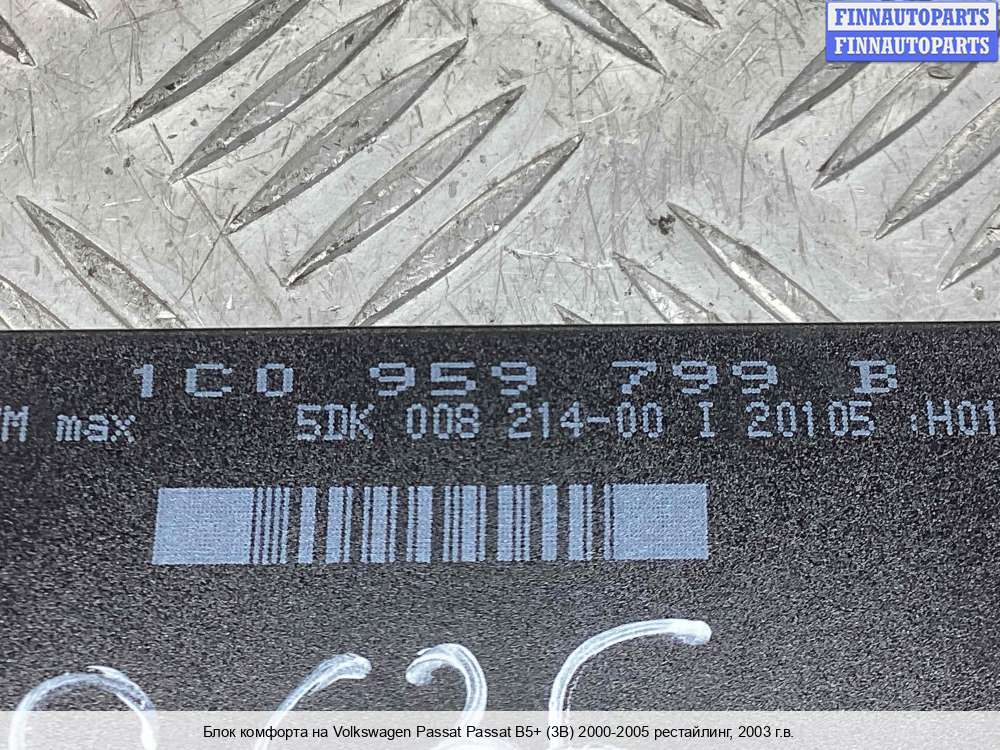 FINNAUTOPARTS
FINNAUTOPARTS
1C0 959 799 B
max 5DK 008 214-00 I 20105 H01
Блок комфорта на Volkswagen Passat Passat B5+ (3B) 2000-2005 рестайлинг, 2003 г.в.